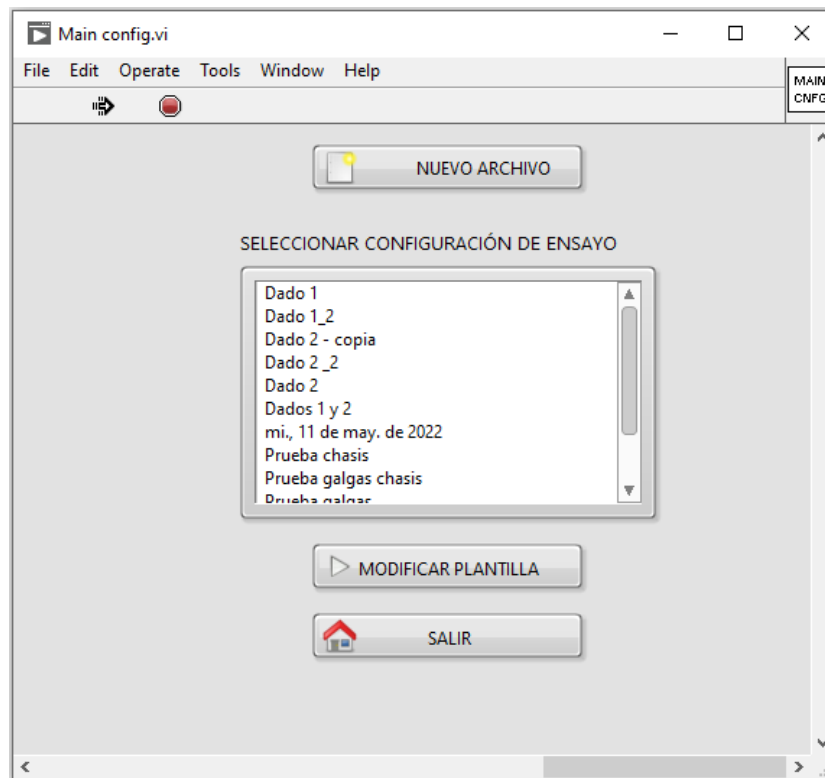 Main config.vi
File Edit Operate Tools Window Help
MAIN
CNFG
NUEVO ARCHIVO
SELECCIONAR CONFIGURACIÓN DE ENSAYO
Dado 1
Dado 1_2
Dado 2 - copia
Dado 2 _2
Dado 2
Dados 1 y 2
mi., 11 de may. de 2022
Prueba chasis
Prueba galgas chasis
Prueba galgas
MODIFICAR PLANTILLA
SALIR